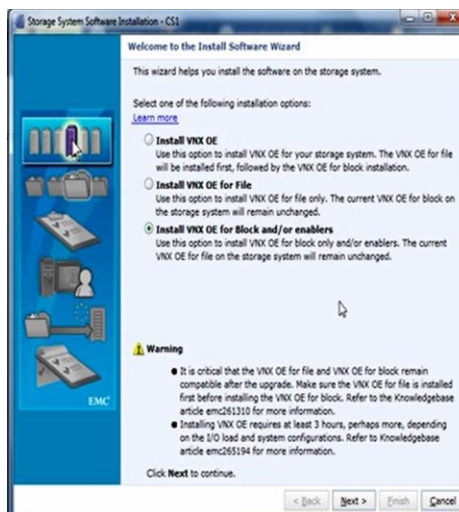 Storage System Software Installation - CS1
Welcome to the Install Software Wizard
This wizard helps you install the software on the storage system.
Select one of the following installation options:
Learn more
Install VNX OE
Use this option to install VNX OE for your storage system. The VNX OE for file
will be installed first, followed by the VNX OE for block installation.
Install VNX OE for File
Use this option to install VNX OE for file only. The current VNX OE for block on
the storage system will remain unchanged.
Install VNX OE for Block and/or enablers
Use this option to install VNX OE for block only and/or enablers. The current
VNX OE for file on the storage system will remain unchanged.
Warning
It is critical that the VNX OE for file and VNX OE for block remain
compatible after the upgrade. Make sure the VNX OE for file is installed
first before installing the VNX OE for block. Refer to the Knowledgebase
article emc261310 for more information.
Installing VNX OE requires at least 3 hours, perhaps more, depending
on the I/O load and system configurations. Refer to Knowledgebase
article emc265194 for more information.
EMC²
Click Next to continue.
< Back Next > Finish Cancel